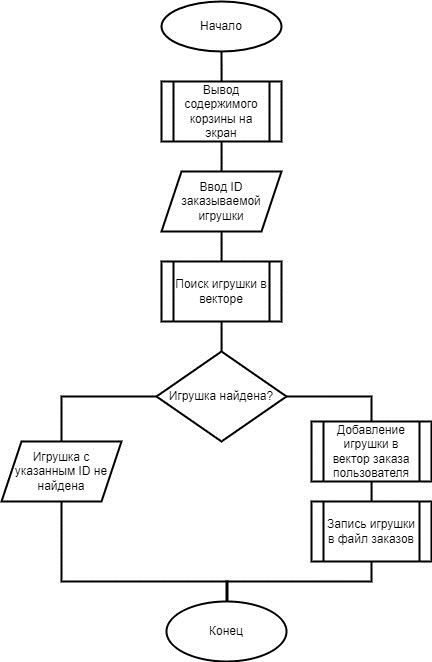 Начало
Вывод
содержимого
корзины на
экран
Ввод ID
заказываемой
игрушки
Поиск игрушки в
векторе
Игрушка найдена?
Игрушка с
указанным ID не
найдена
Добавление
игрушки в
вектор заказа
пользователя
Запись игрушки
в файл заказов
Конец